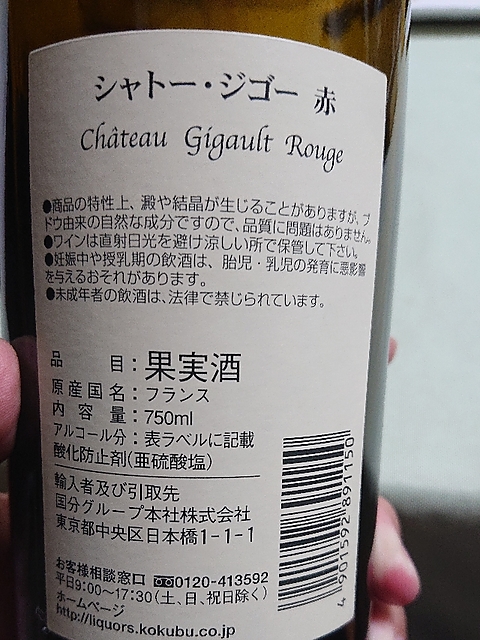 シャトー・ジゴー 赤
Château Gigault Rouge
●商品の特性上、澱や結晶が生じることがありますが、ブ
ドウ由来の自然な成分ですので、品質に問題はありません。
●ワインは直射日光を避け涼しい所で保管して下さい。
●妊娠中や授乳期の飲酒は、胎児・乳児の発育に悪影響
を与えるおそれがあります。
●未成年者の飲酒は、法律で禁じられています。
品目：果実酒
原産国名：フランス
内容量：750ml
アルコール分：表ラベルに記載
酸化防止剤(亜硫酸塩)
輸入者及び引取先
国分グループ本社株式会社
東京都中央区日本橋1-1-1
お客様相談窓口 0120-413592
平日9:00～17:30(土、日、祝日除く)
ホームページ
http://liquors.kokubu.co.jp
4 901592 891150